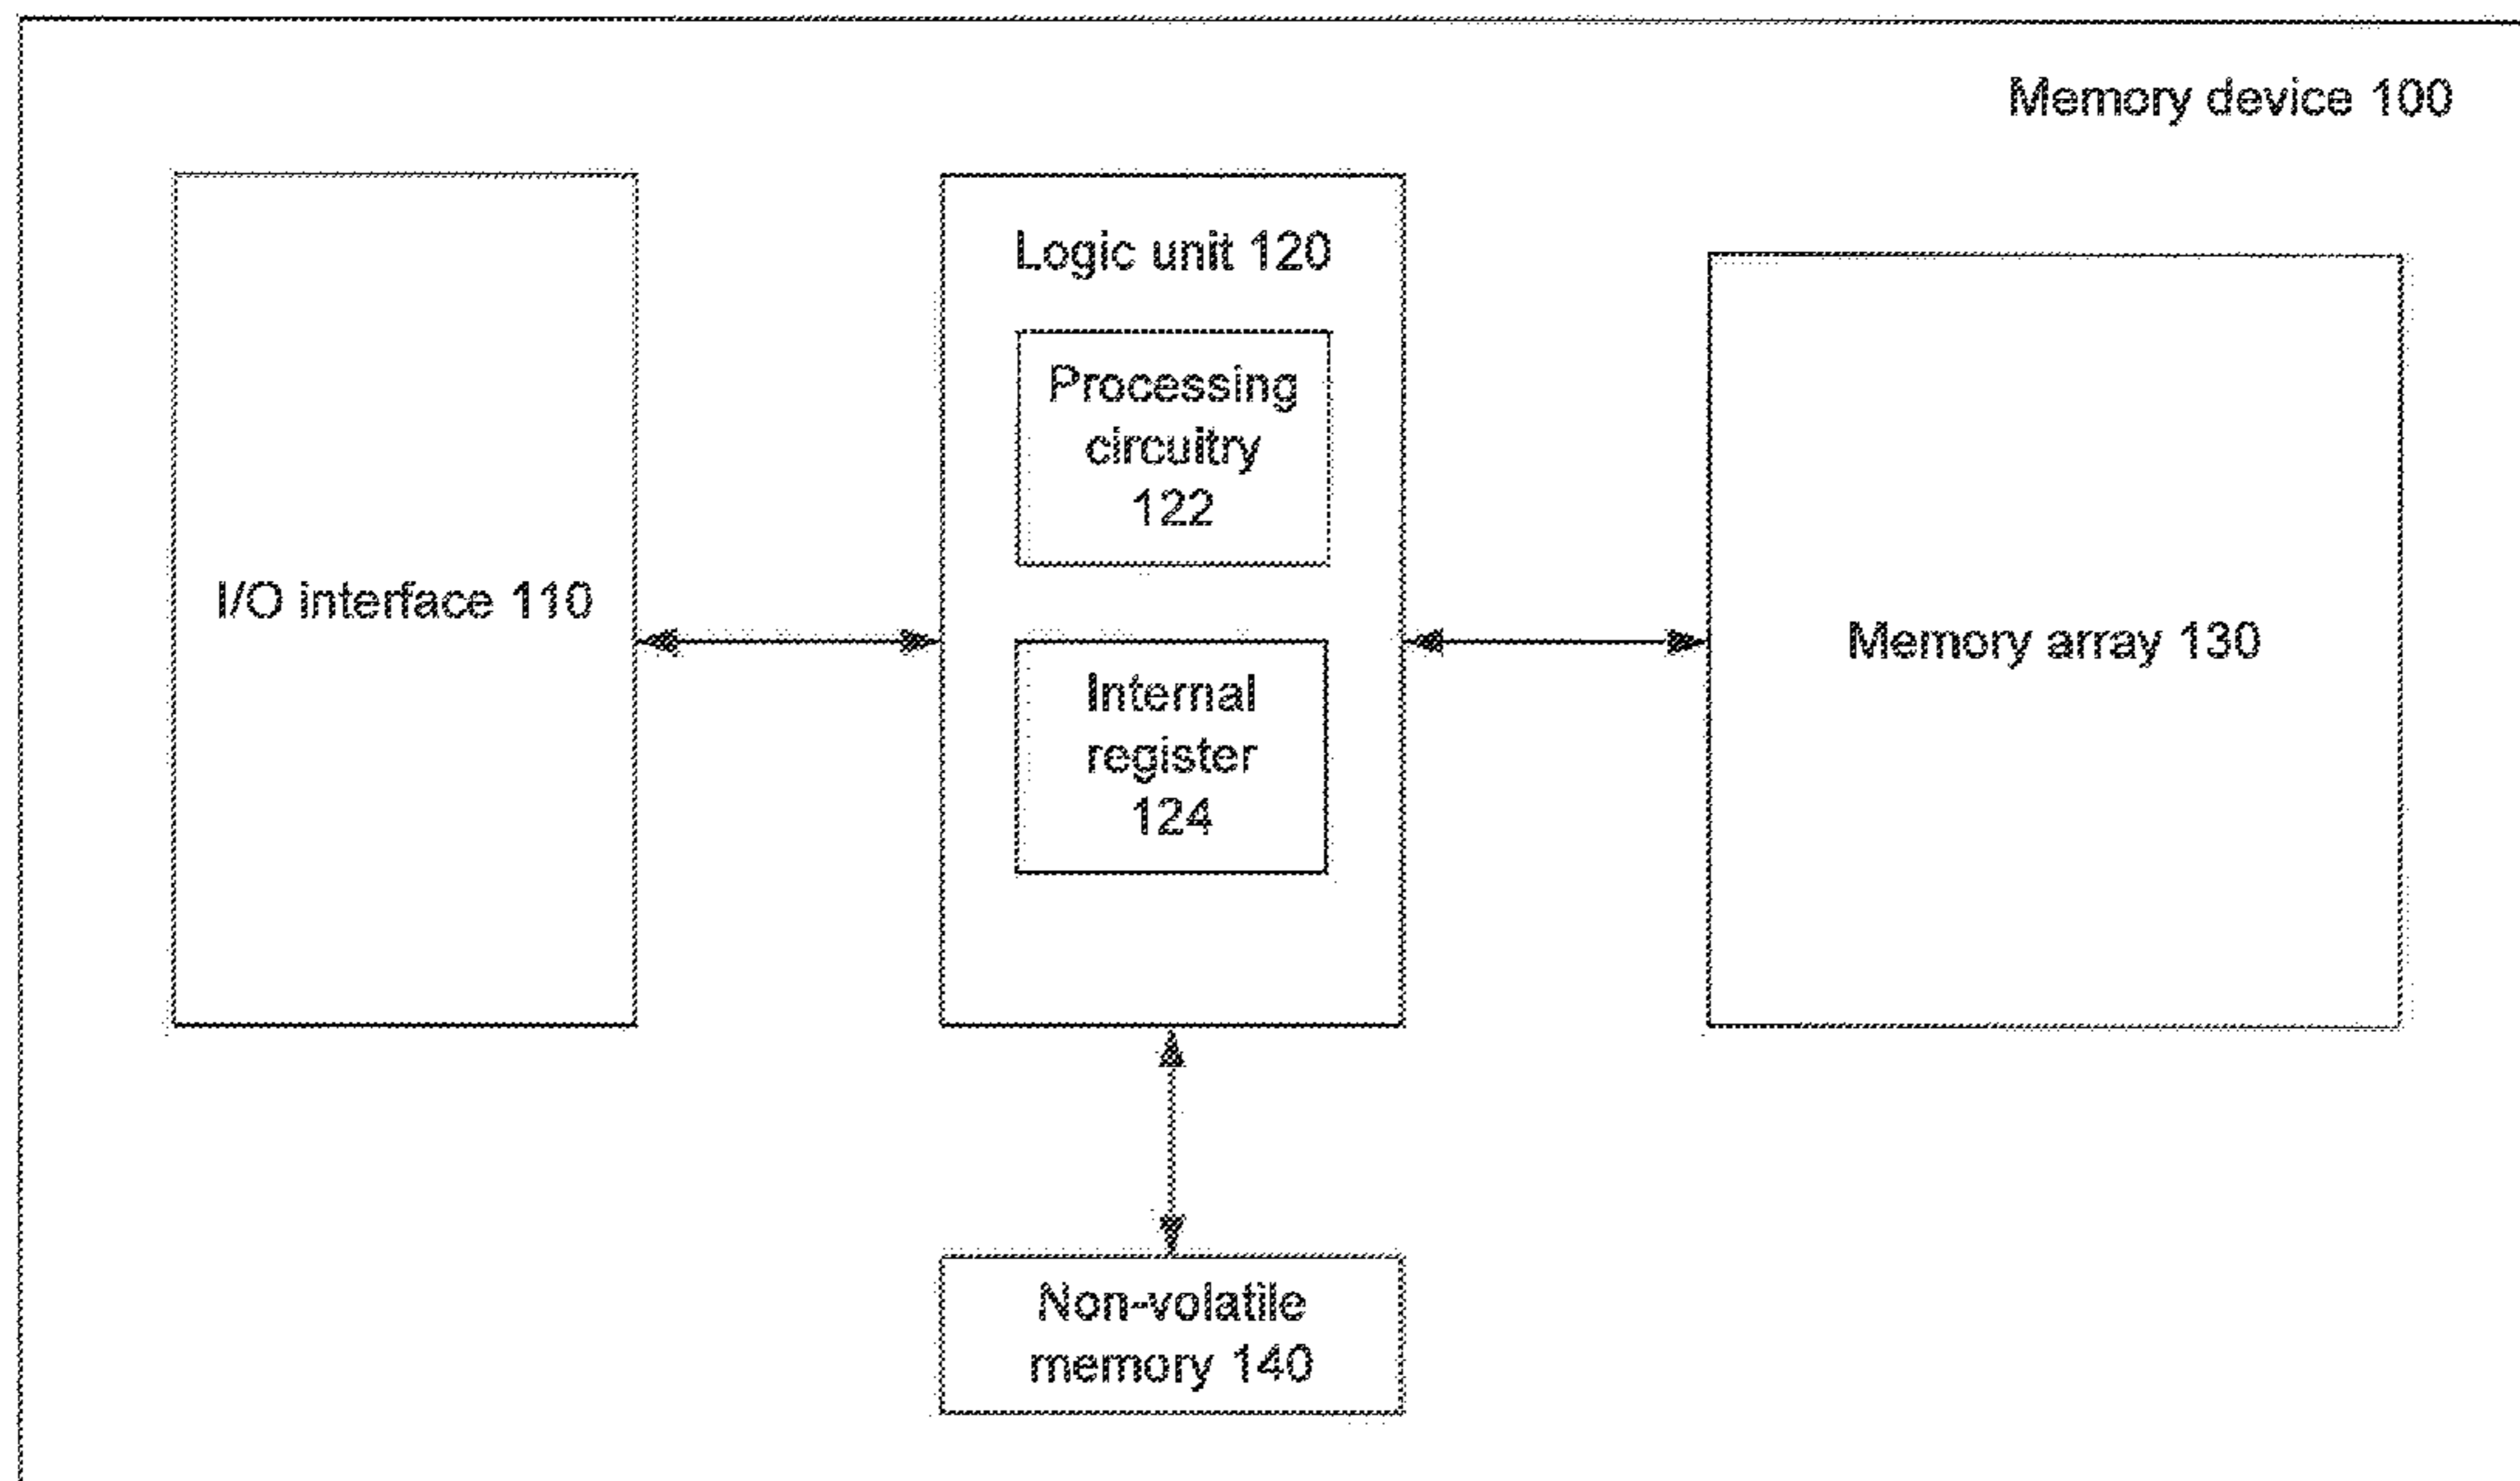 Memory device 100
I/O interface 110
Logic unit 120
Processing
circuitry
122
Internal
register
124
Memory array 130
Non-volatile
memory 140